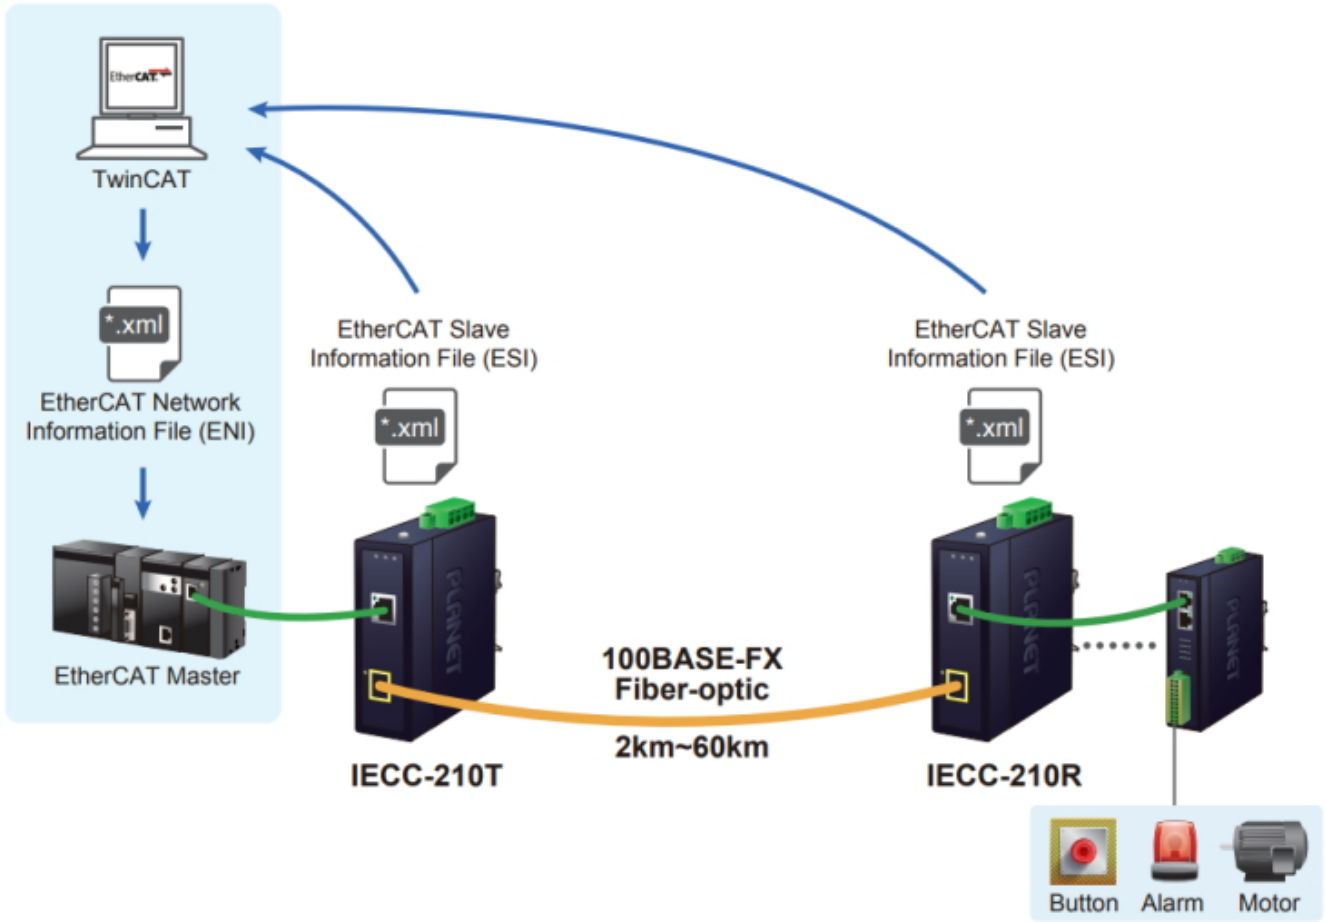 EtherCAT
TwinCAT
*.xml
EtherCAT Network
Information File (ENI)
EtherCAT Master
EtherCAT Slave
Information File (ESI)
*.xml
PLANET
IECC-210T
100BASE-FX
Fiber-optic
2km~60km
EtherCAT Slave
Information File (ESI)
*.xml
PLANET
IECC-210R
PLANET
Button
Alarm
Motor